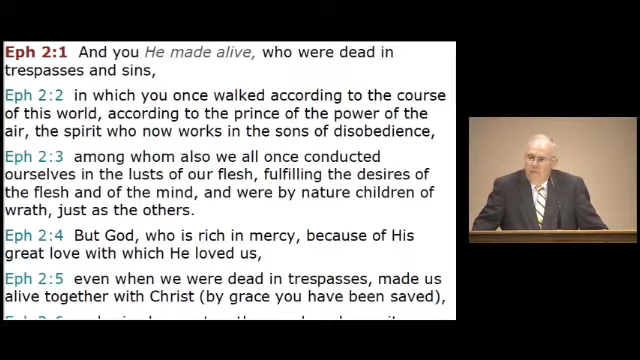 Eph 2:1 And you He made alive, who were dead in
trespasses and sins,
Eph 2:2 in which you once walked according to the course
of this world, according to the prince of the power of the
air, the spirit who now works in the sons of disobedience,
Eph 2:3 among whom also we all once conducted
ourselves in the lusts of our flesh, fulfilling the desires of
the flesh and of the mind, and were by nature children of
wrath, just as the others.
Eph 2:4 But God, who is rich in mercy, because of His
great love with which He loved us,
Eph 2:5 even when we were dead in trespasses, made us
alive together with Christ (by grace you have been saved),